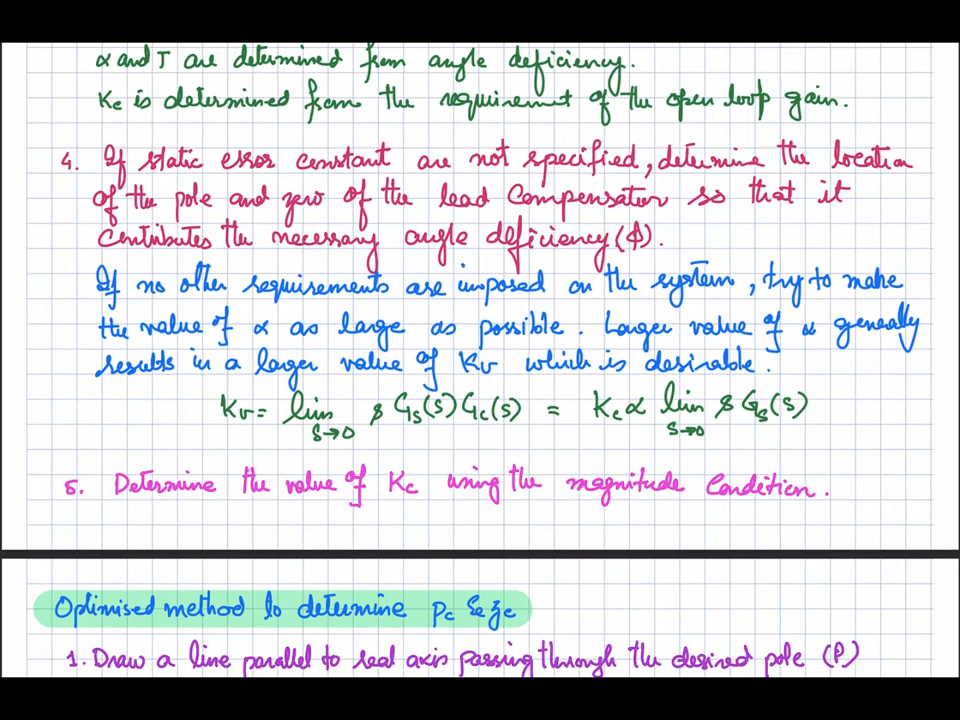 α and T are determined from angle deficiency.
Kc is determined from the requirement of the open loop gain.
4. If static error constant are not specified, determine the location
of the pole and zero of the lead compensator so that it
contributes the necessary angle deficiency (ϕ).
If no other requirements are imposed on the system, try to make
the value of α as large as possible. Larger value of α generally
results in a larger value of Kv which is desirable.
Kv = lim s→0 s Gs(s) Gc(s) = Kc α lim s→0 s Gs(s)
5. Determine the value of Kc using the magnitude condition.
Optimised method to determine pc & zc
1. Draw a line parallel to real axis passing through the desired pole (P)